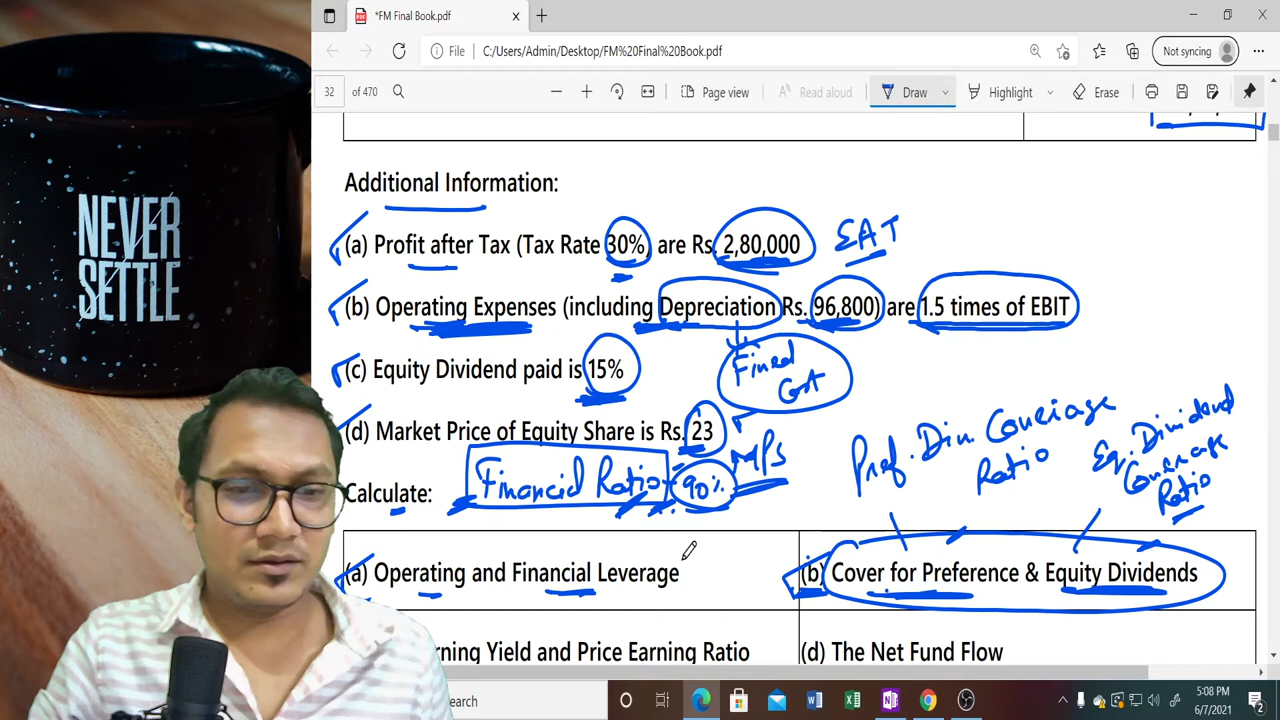 *FM Final Book.pdf
File
C:/Users/Admin/Desktop/FM%20Final%20Book.pdf
Not syncing
32 of 470
Page view
Read aloud
Draw
Highlight
Erase
NEVER
SETTLE
Additional Information:
(a) Profit after Tax (Tax Rate 30%) are Rs. 2,80,000 EAT
(b) Operating Expenses (including Depreciation Rs. 96,800) are 1.5 times of EBIT
(c) Equity Dividend paid is 15%
Fixed
Cost
(d) Market Price of Equity Share is Rs. 23
MPS
Pref. Div. Coverage
Ratio
Eq. Dividend
Coverage
Ratio
Calculate:
Financial Ratio
90%
(a) Operating and Financial Leverage
(b) Cover for Preference & Equity Dividends
rning Yield and Price Earning Ratio
(d) The Net Fund Flow
search
5:08 PM
6/7/2021
2